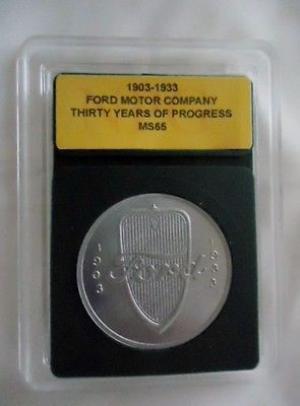 1903-1933
FORD MOTOR COMPANY
THIRTY YEARS OF PROGRESS
MS65
1903
Ford
1933